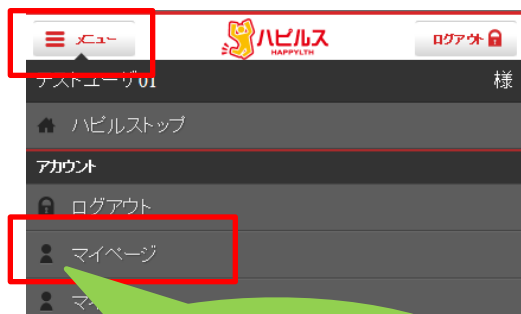 メニュー
ハピルス
HAPPYLTH
ログアウト
テストユーザ01 様
ハピルストップ
アカウント
ログアウト
マイページ
マイ